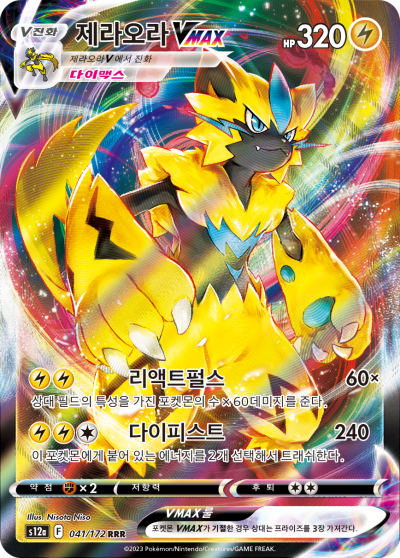 V진화
제라오라 VMAX
HP 320
제라오라V에서 진화
다이맥스
리액트펄스 60×
상대 필드의 특성을 가진 포켓몬의 수×60데미지를 준다.
다이피스트 240
이 포켓몬에게 붙어 있는 에너지를 2개 선택해서 트래쉬한다.
약점 ×2 저항력 후퇴
Illus. Nisota Niso
VMAX룰
s12a F 041/172 RRR
포켓몬 VMAX가 기절한 경우 상대는 프라이즈를 3장 가져간다.
©2023 Pokémon/Nintendo/Creatures/GAME FREAK.